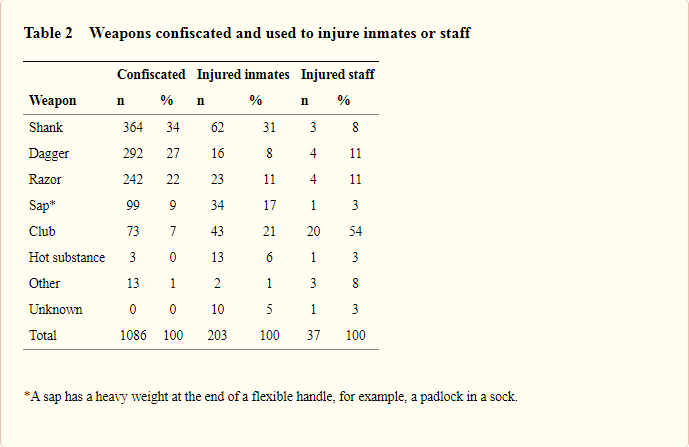 Table 2 Weapons confiscated and used to injure inmates or staff
Confiscated Injured inmates Injured staff
Weapon n % n % n %
Shank 364 34 62 31 3 8
Dagger 292 27 16 8 4 11
Razor 242 22 23 11 4 11
Sap* 99 9 34 17 1 3
Club 73 7 43 21 20 54
Hot substance 3 0 13 6 1 3
Other 13 1 2 1 3 8
Unknown 0 0 10 5 1 3
Total 1086 100 203 100 37 100
*A sap has a heavy weight at the end of a flexible handle, for example, a padlock in a sock.